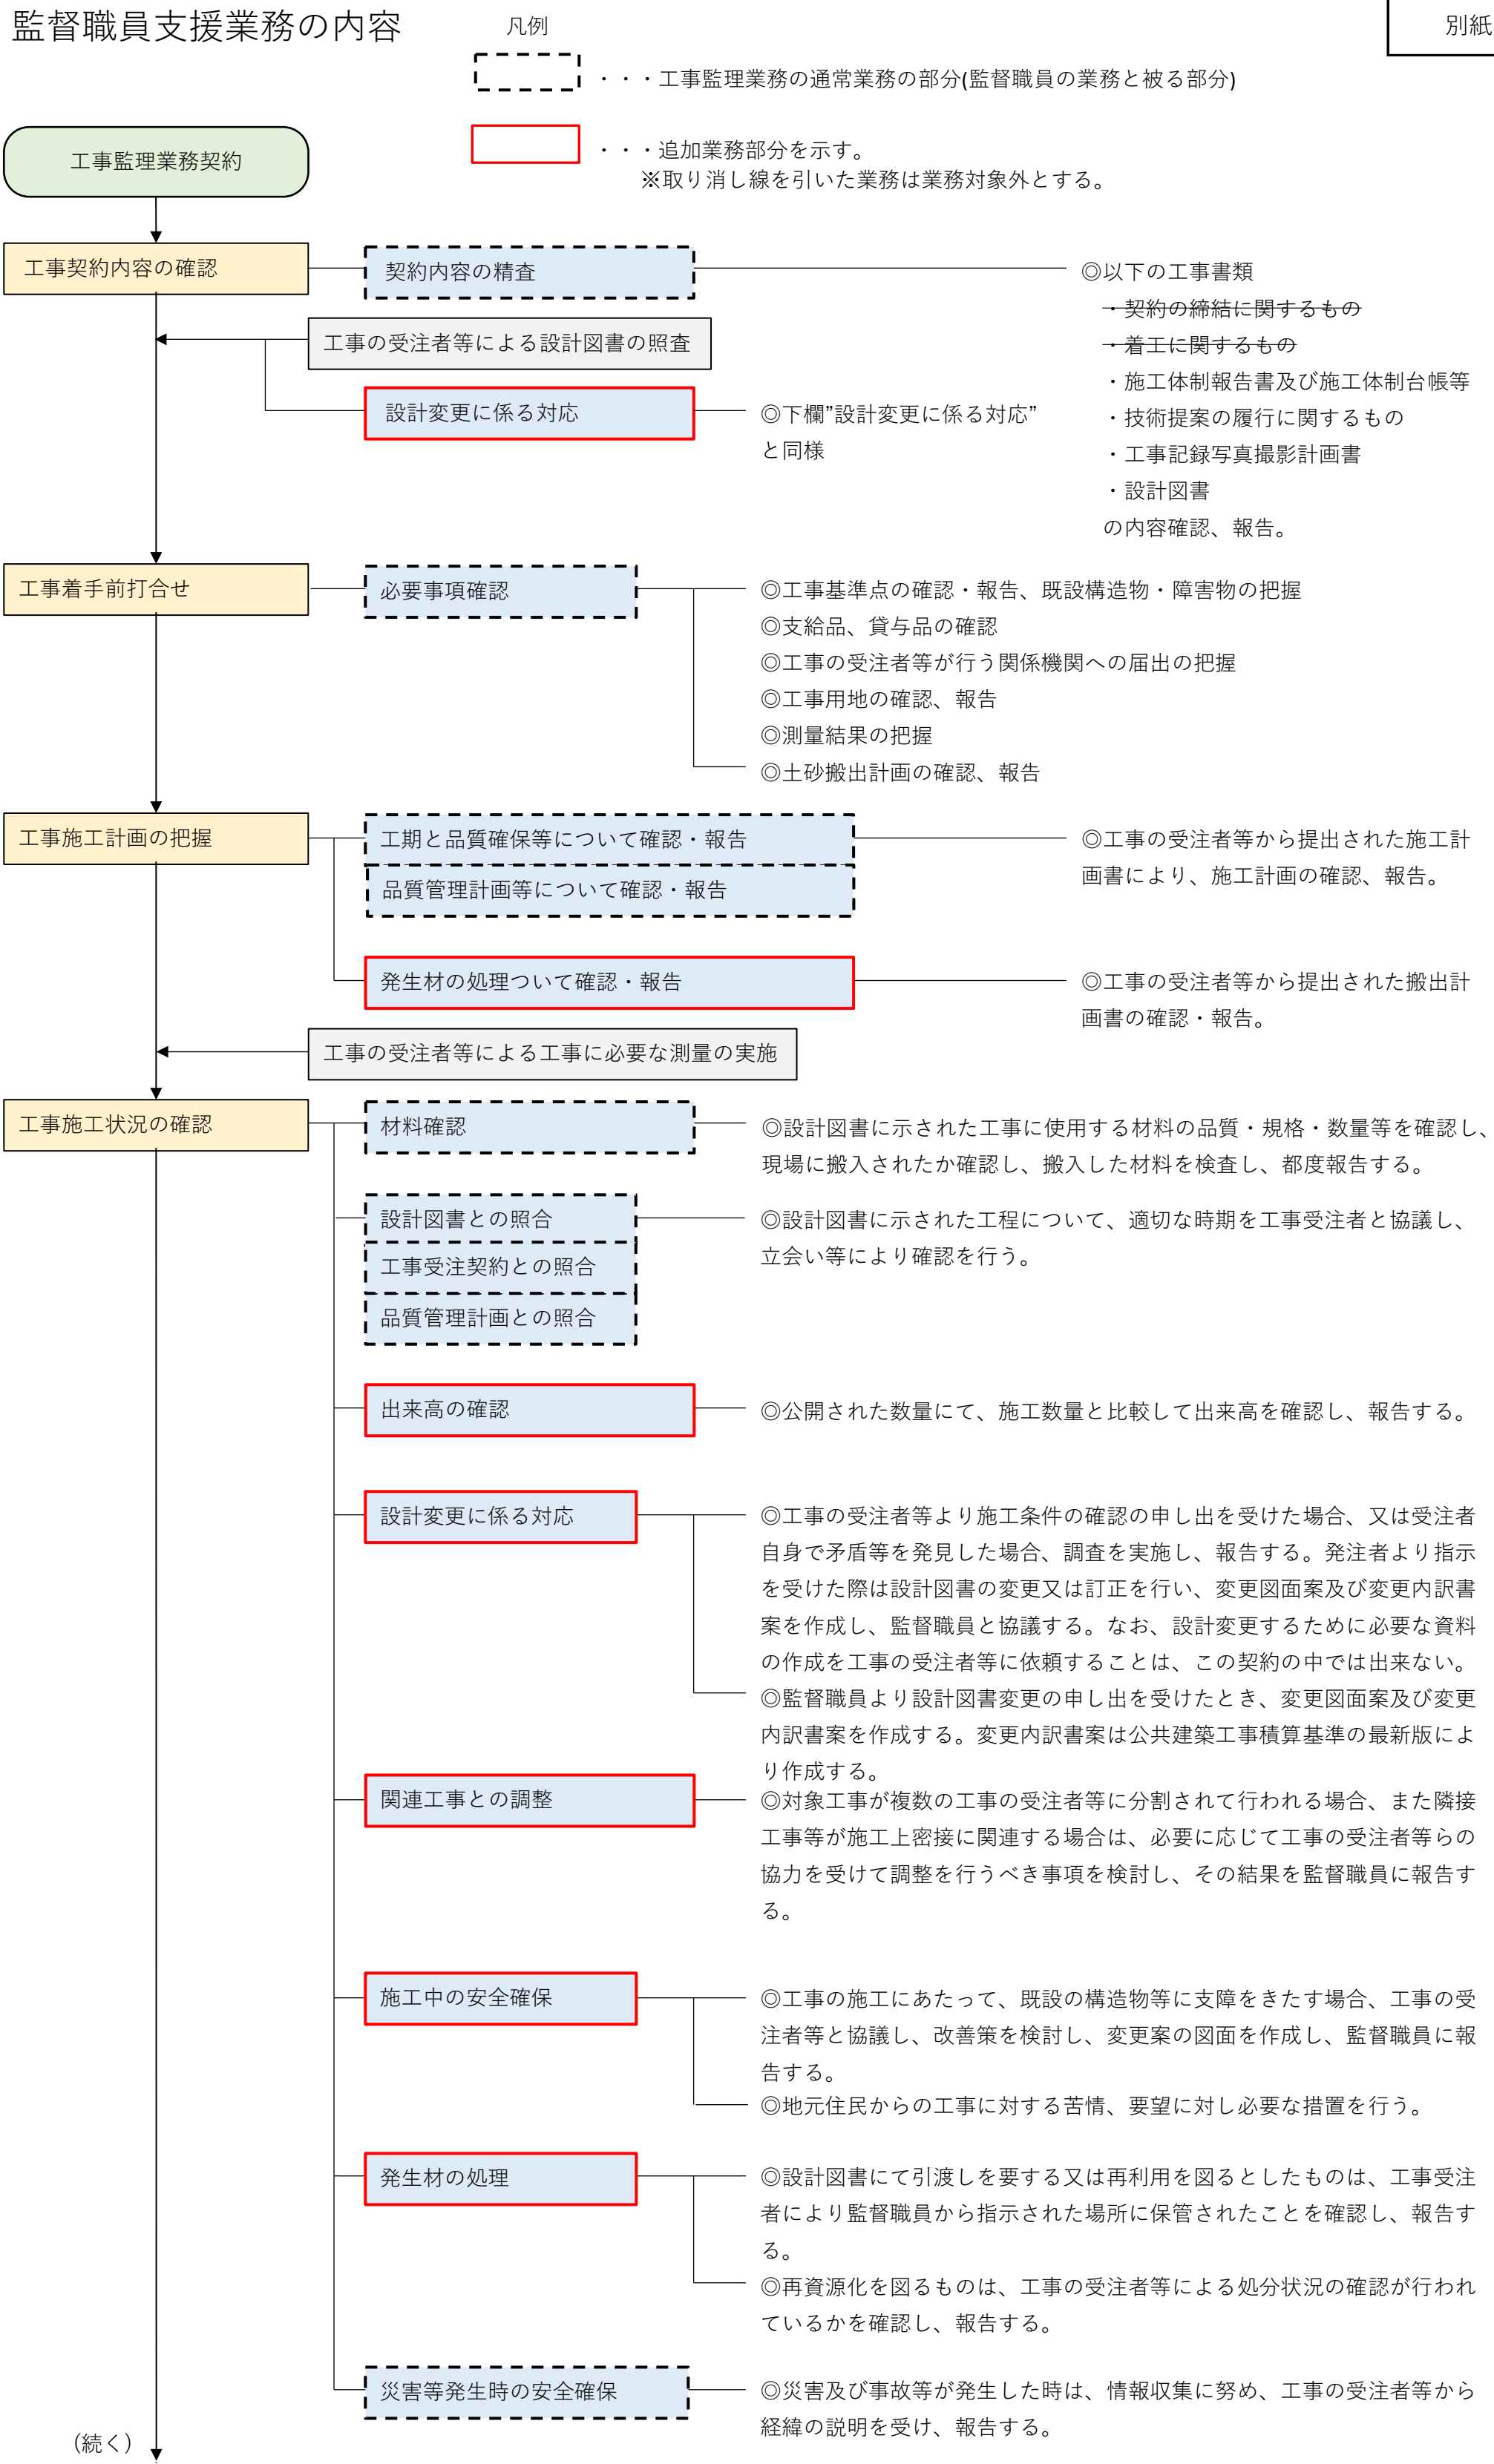 監督職員支援業務の内容
凡例
別紙
・・・工事監理業務の通常業務の部分(監督職員の業務と被る部分)
工事監理業務契約
・・・追加業務部分を示す。
※取り消し線を引いた業務は業務対象外とする。
工事契約内容の確認
契約内容の精査
◎以下の工事書類
・契約の締結に関するもの
・着工に関するもの
・施工体制報告書及び施工体制台帳等
・技術提案の履行に関するもの
・工事記録写真撮影計画書
・設計図書
の内容確認、報告。
工事の受注者等による設計図書の照査
設計変更に係る対応
◎下欄”設計変更に係る対応”
と同様
工事着手前打合せ
必要事項確認
◎工事基準点の確認・報告、既設構造物・障害物の把握
◎支給品、貸与品の確認
◎工事の受注者等が行う関係機関への届出の把握
◎工事用地の確認、報告
◎測量結果の把握
◎土砂搬出計画の確認、報告
工事施工計画の把握
工期と品質確保等について確認・報告
品質管理計画等について確認・報告
◎工事の受注者等から提出された施工計
画書により、施工計画の確認、報告。
発生材の処理ついて確認・報告
◎工事の受注者等から提出された搬出計
画書の確認・報告。
工事の受注者等による工事に必要な測量の実施
工事施工状況の確認
材料確認
◎設計図書に示された工事に使用する材料の品質・規格・数量等を確認し、
現場に搬入されたか確認し、搬入した材料を検査し、都度報告する。
設計図書との照合
工事受注契約との照合
品質管理計画との照合
◎設計図書に示された工程について、適切な時期を工事受注者と協議し、
立会い等により確認を行う。
出来高の確認
◎公開された数量にて、施工数量と比較して出来高を確認し、報告する。
設計変更に係る対応
◎工事の受注者等より施工条件の確認の申し出を受けた場合、又は受注者
自身で矛盾等を発見した場合、調査を実施し、報告する。発注者より指示
を受けた際は設計図書の変更又は訂正を行い、変更図面案及び変更内訳書
案を作成し、監督職員と協議する。なお、設計変更するために必要な資料
の作成を工事の受注者等に依頼することは、この契約の中では出来ない。
◎監督職員より設計図書変更の申し出を受けたとき、変更図面案及び変更
内訳書案を作成する。変更内訳書案は公共建築工事積算基準の最新版によ
り作成する。
関連工事との調整
◎対象工事が複数の工事の受注者等に分割されて行われる場合、また隣接
工事等が施工上密接に関連する場合は、必要に応じて工事の受注者等らの
協力を受けて調整を行うべき事項を検討し、その結果を監督職員に報告す
る。
施工中の安全確保
◎工事の施工にあたって、既設の構造物等に支障をきたす場合、工事の受
注者等と協議し、改善策を検討し、変更案の図面を作成し、監督職員に報
告する。
◎地元住民からの工事に対する苦情、要望に対し必要な措置を行う。
発生材の処理
◎設計図書にて引渡しを要する又は再利用を図るとしたものは、工事受注
者により監督職員から指示された場所に保管されたことを確認し、報告す
る。
◎再資源化を図るものは、工事の受注者等による処分状況の確認が行われ
ているかを確認し、報告する。
災害等発生時の安全確保
◎災害及び事故等が発生した時は、情報収集に努め、工事の受注者等から
経緯の説明を受け、報告する。
（続く）